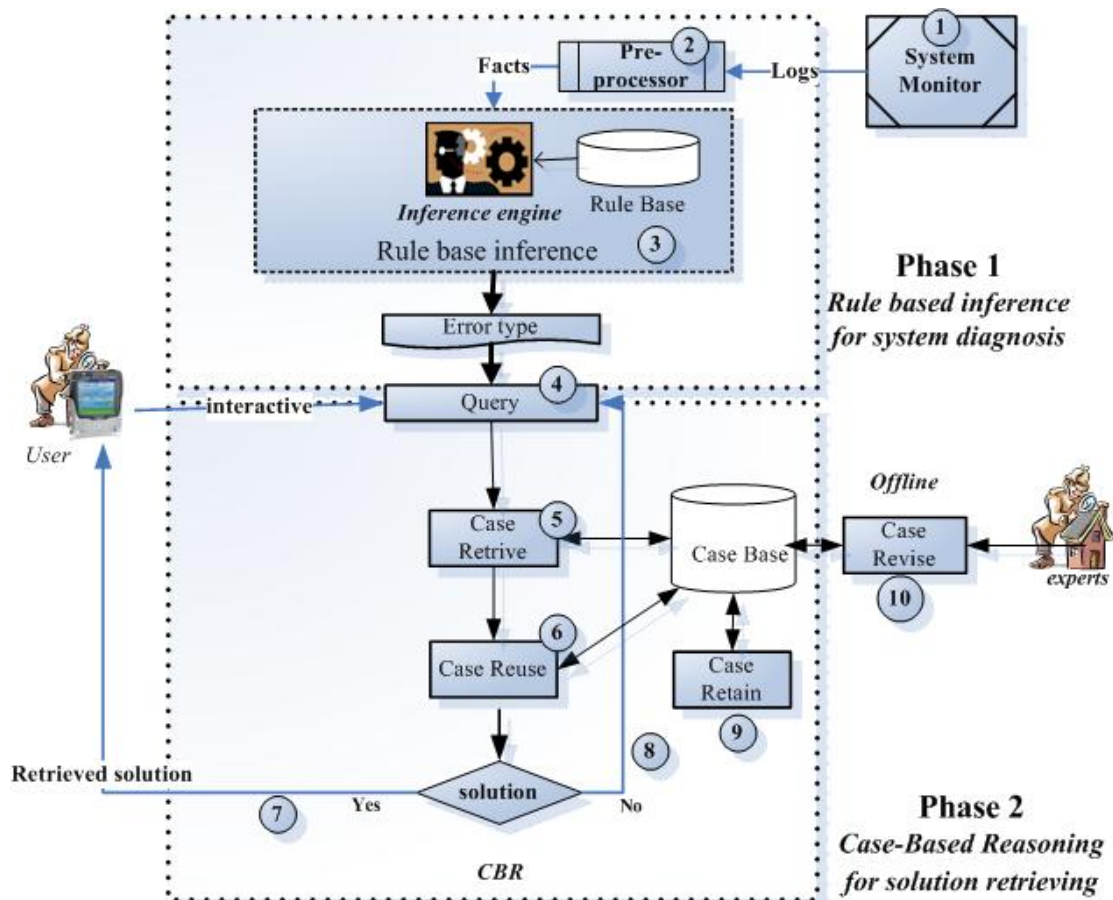 1
System
Monitor
Logs
2
Pre-
processor
Facts
Inference engine
Rule Base
3
Rule base inference
Phase 1
Rule based inference
for system diagnosis
Error type
4
Query
interactive
User
5
Case
Retrive
Case Base
Offline
Case
Revise
10
experts
6
Case Reuse
Case
Retain
9
8
solution
Retrieved solution
Yes
No
7
CBR
Phase 2
Case-Based Reasoning
for solution retrieving